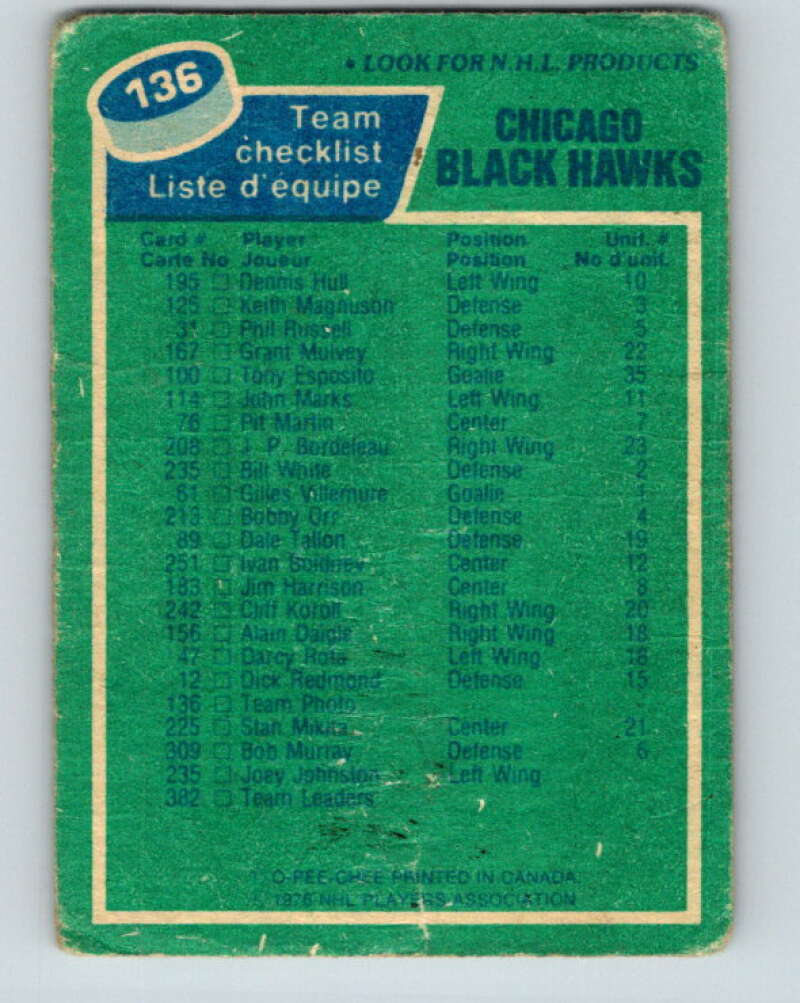 136
• LOOK FOR N.H.L. PRODUCTS
Team checklist
Liste d'équipe
CHICAGO
BLACK HAWKS
Card # Player Position Unif. #
Carte No Joueur Position No d'unif.
195 Dennis Hull Left Wing 10
125 Keith Magnuson Defense 3
31 Phil Russell Defense 5
167 Grant Mulvey Right Wing 22
100 Tony Esposito Goalie 35
114 John Marks Left Wing 11
76 Pit Martin Center 7
208 J. P. Bordeleau Right Wing 23
235 Bill White Defense 2
61 Gilles Villemure Goalie 1
213 Bobby Orr Defense 4
89 Dale Tallon Defense 19
251 Ivan Boldirev Center 12
183 Jim Harrison Center 8
242 Cliff Koroll Right Wing 20
156 Alain Daigle Right Wing 18
47 Darcy Rota Left Wing 16
12 Dick Redmond Defense 15
136 Team Photo
225 Stan Mikita Center 21
309 Bob Murray Defense 6
235 Joey Johnston Left Wing
382 Team Leaders
O-PEE-CHEE PRINTED IN CANADA
1976 NHL PLAYERS ASSOCIATION